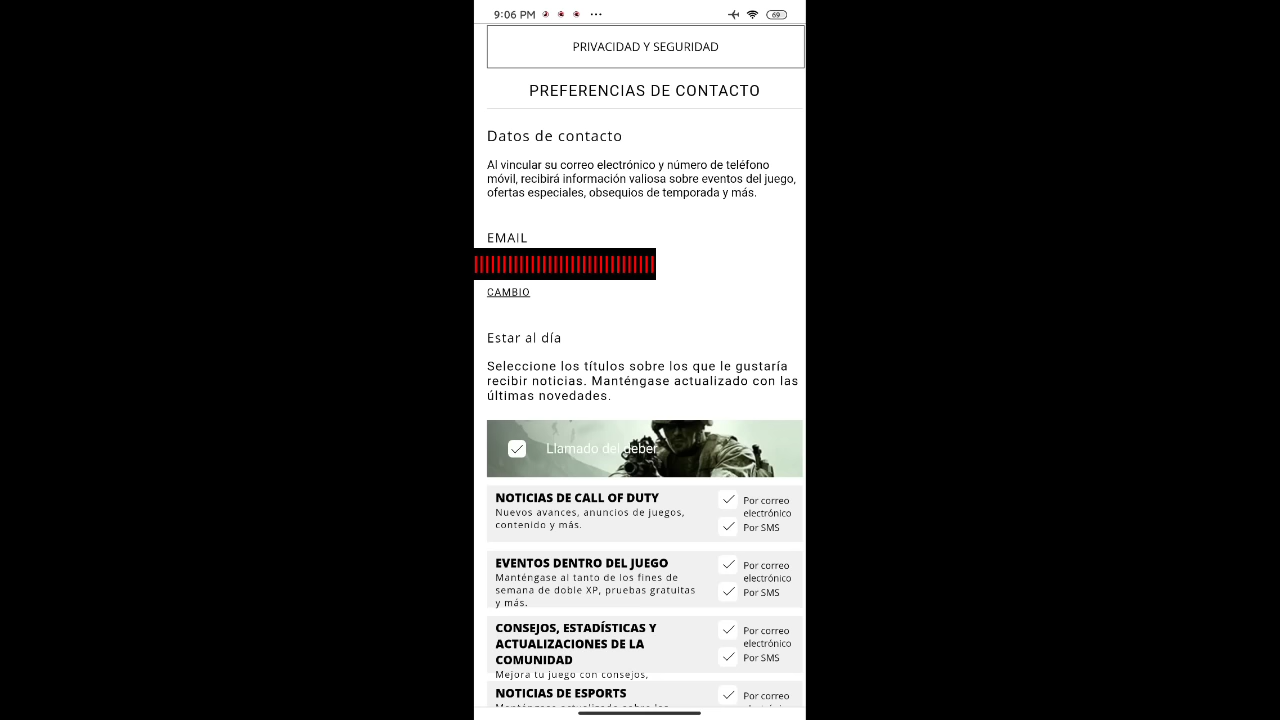 9:06 PM
69
PRIVACIDAD Y SEGURIDAD
PREFERENCIAS DE CONTACTO
Datos de contacto
Al vincular su correo electrónico y número de teléfono
móvil, recibirá información valiosa sobre eventos del juego,
ofertas especiales, obsequios de temporada y más.
EMAIL
CAMBIO
Estar al día
Seleccione los títulos sobre los que le gustaría
recibir noticias. Manténgase actualizado con las
últimas novedades.
Llamado del deber
NOTICIAS DE CALL OF DUTY
Nuevos avances, anuncios de juegos,
contenido y más.
Por correo
electrónico
Por SMS
EVENTOS DENTRO DEL JUEGO
Manténgase al tanto de los fines de
semana de doble XP, pruebas gratuitas
y más.
Por correo
electrónico
Por SMS
CONSEJOS, ESTADÍSTICAS Y
ACTUALIZACIONES DE LA
COMUNIDAD
Mejora tu juego con consejos,
Por correo
electrónico
Por SMS
NOTICIAS DE ESPORTS
Por correo